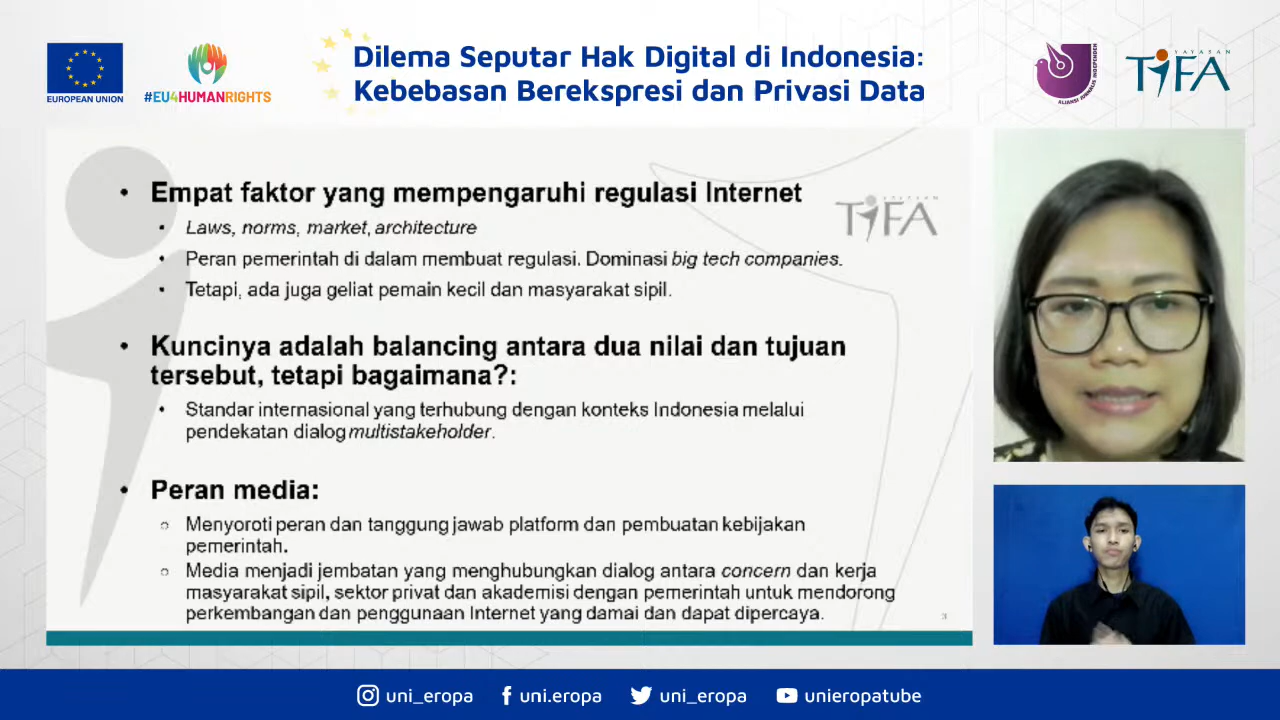 EUROPEAN UNION
#EU4HUMANRIGHTS
Dilema Seputar Hak Digital di Indonesia:
Kebebasan Berekspresi dan Privasi Data
ALIANSI JURNALIS INDEPENDEN
YAYASAN
TIFA
• Empat faktor yang mempengaruhi regulasi Internet
YAYASAN
TIFA
• Laws, norms, market, architecture
• Peran pemerintah di dalam membuat regulasi. Dominasi big tech companies.
• Tetapi, ada juga geliat pemain kecil dan masyarakat sipil.
• Kuncinya adalah balancing antara dua nilai dan tujuan
tersebut, tetapi bagaimana?:
• Standar internasional yang terhubung dengan konteks Indonesia melalui
pendekatan dialog multistakeholder.
• Peran media:
○ Menyoroti peran dan tanggung jawab platform dan pembuatan kebijakan
pemerintah.
○ Media menjadi jembatan yang menghubungkan dialog antara concern dan kerja
masyarakat sipil, sektor privat dan akademisi dengan pemerintah untuk mendorong
perkembangan dan penggunaan Internet yang damai dan dapat dipercaya.
3
uni_eropa
uni.eropa
uni_eropa
unieropatube